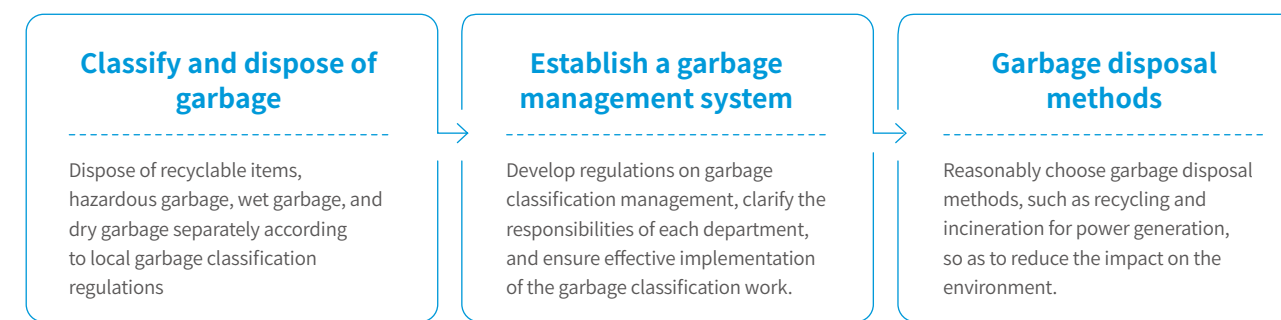 Classify and dispose of
garbage
Dispose of recyclable items,
hazardous garbage, wet garbage, and
dry garbage separately according
to local garbage classification
regulations
Establish a garbage
management system
Develop regulations on garbage
classification management, clarify the
responsibilities of each department,
and ensure effective implementation
of the garbage classification work.
Garbage disposal
methods
Reasonably choose garbage disposal
methods, such as recycling and
incineration for power generation,
so as to reduce the impact on the
environment.